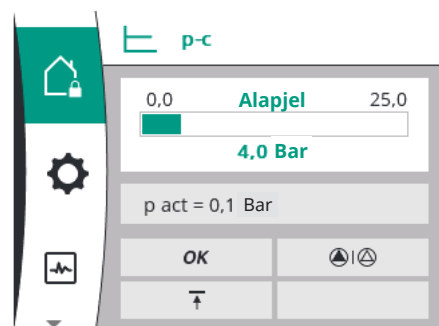 p-c
0,0 Alapjel 25,0
4,0 Bar
p act = 0,1 Bar
OK